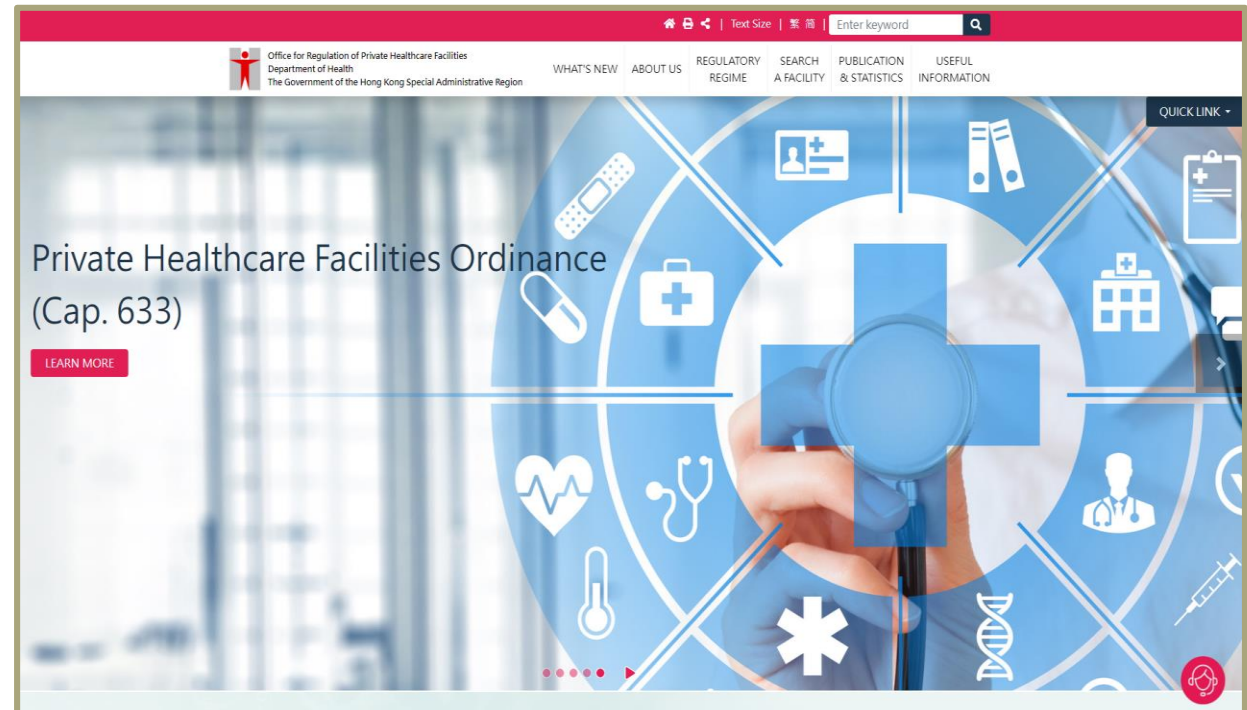 Text Size | 繁 简 | Enter keyword
Office for Regulation of Private Healthcare Facilities
Department of Health
The Government of the Hong Kong Special Administrative Region
WHAT'S NEW
ABOUT US
REGULATORY
REGIME
SEARCH
A FACILITY
PUBLICATION
& STATISTICS
USEFUL
INFORMATION
QUICK LINK
Private Healthcare Facilities Ordinance
(Cap. 633)
LEARN MORE